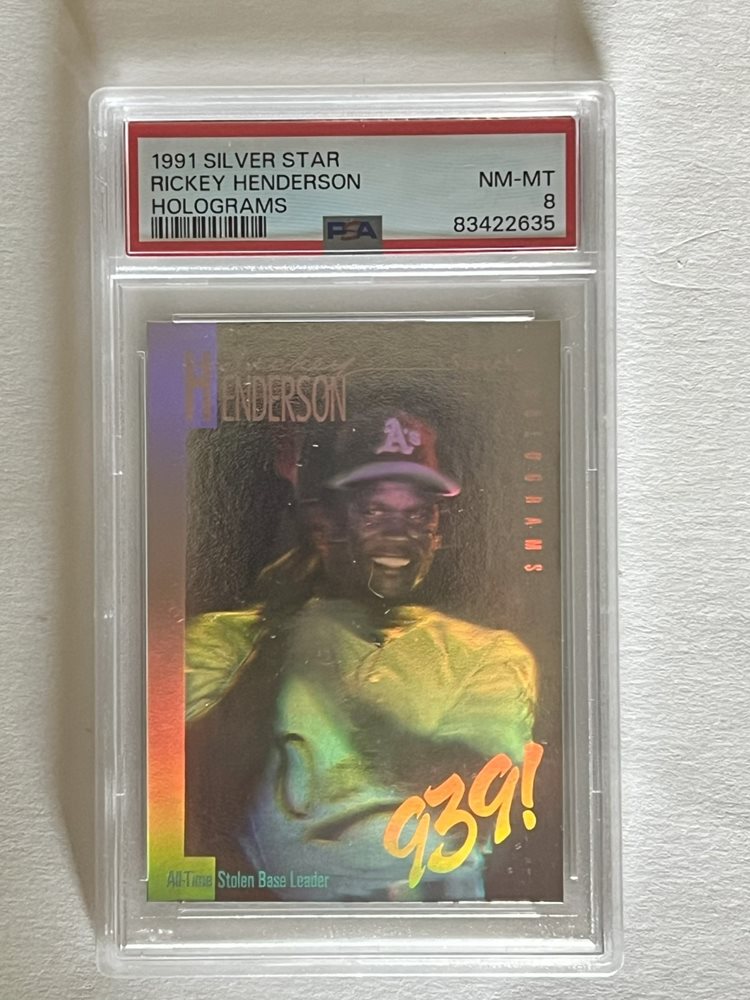 1991 SILVER STAR
RICKEY HENDERSON
HOLOGRAMS
NM-MT
8
83422635
PSA
HENDERSON
HOLOGRAMS
A's
939!
All-Time Stolen Base Leader